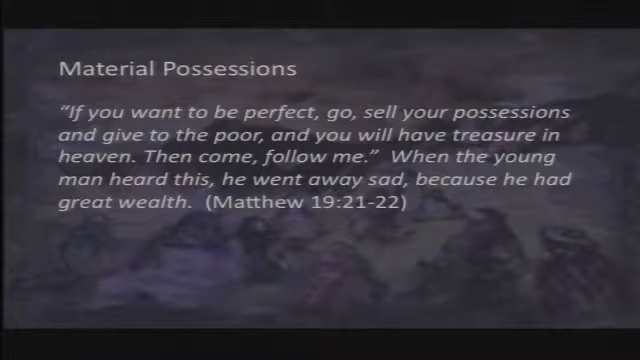 Material Possessions
“If you want to be perfect, go, sell your possessions
and give to the poor, and you will have treasure in
heaven. Then come, follow me.”  When the young
man heard this, he went away sad, because he had
great wealth.  (Matthew 19:21-22)